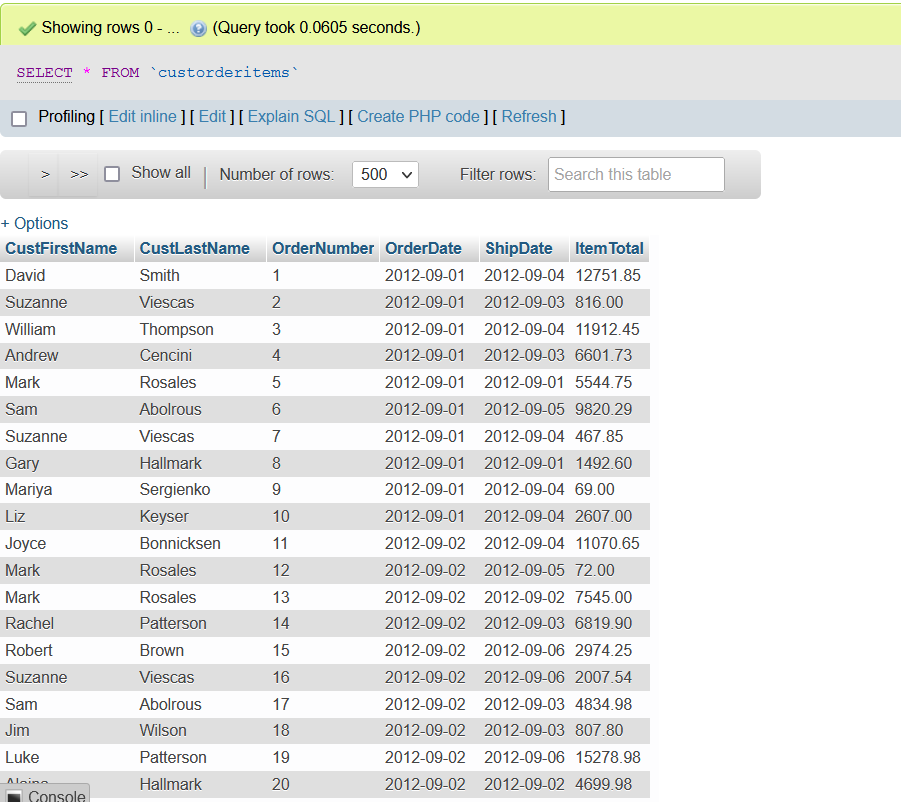 Showing rows 0 - ... (Query took 0.0605 seconds.)
SELECT * FROM `custorderitems`
Profiling [ Edit inline ] [ Edit ] [ Explain SQL ] [ Create PHP code ] [ Refresh ]
> >> Show all Number of rows: 500 Filter rows: Search this table
+ Options
CustFirstName CustLastName OrderNumber OrderDate ShipDate ItemTotal
David Smith 1 2012-09-01 2012-09-04 12751.85
Suzanne Viescas 2 2012-09-01 2012-09-03 816.00
William Thompson 3 2012-09-01 2012-09-04 11912.45
Andrew Cencini 4 2012-09-01 2012-09-03 6601.73
Mark Rosales 5 2012-09-01 2012-09-01 5544.75
Sam Abolrous 6 2012-09-01 2012-09-05 9820.29
Suzanne Viescas 7 2012-09-01 2012-09-04 467.85
Gary Hallmark 8 2012-09-01 2012-09-01 1492.60
Mariya Sergienko 9 2012-09-01 2012-09-04 69.00
Liz Keyser 10 2012-09-01 2012-09-04 2607.00
Joyce Bonnicksen 11 2012-09-02 2012-09-04 11070.65
Mark Rosales 12 2012-09-02 2012-09-05 72.00
Mark Rosales 13 2012-09-02 2012-09-02 7545.00
Rachel Patterson 14 2012-09-02 2012-09-03 6819.90
Robert Brown 15 2012-09-02 2012-09-06 2974.25
Suzanne Viescas 16 2012-09-02 2012-09-06 2007.54
Sam Abolrous 17 2012-09-02 2012-09-03 4834.98
Jim Wilson 18 2012-09-02 2012-09-03 807.80
Luke Patterson 19 2012-09-02 2012-09-06 15278.98
Hallmark 20 2012-09-02 2012-09-02 4699.98
Console